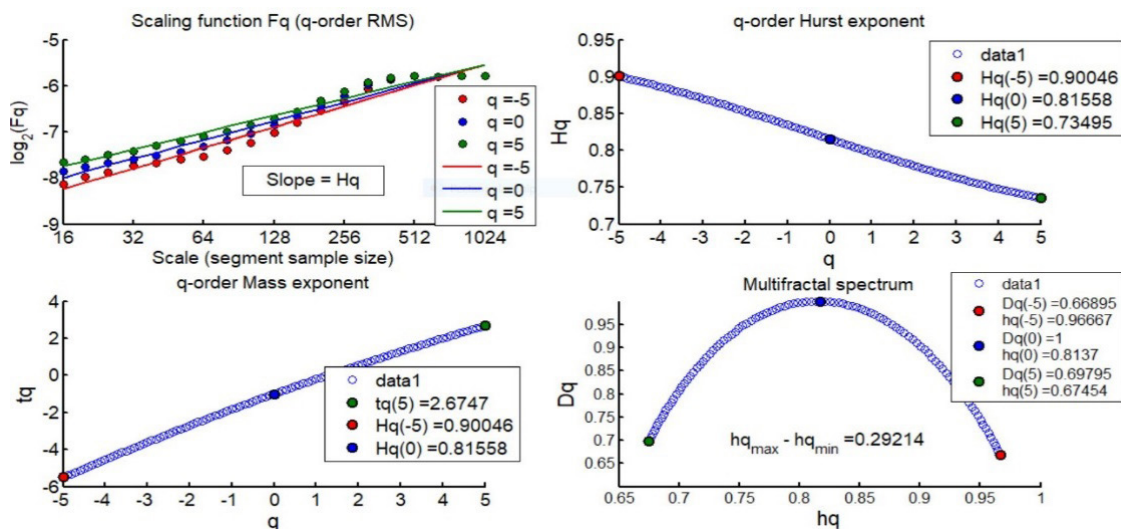 Scaling function Fq (q-order RMS)
-5
-6
-7
-8
-9
log2(Fq)
q =-5
q =0
q =5
q =-5
q =0
q =5
Slope = Hq
16 32 64 128 256 512 1024
Scale (segment sample size)
q-order Hurst exponent
0.95
0.9
0.85
0.8
0.75
0.7
Hq
data1
Hq(-5) =0.90046
Hq(0) =0.81558
Hq(5) =0.73495
-5 -4 -3 -2 -1 0 1 2 3 4 5
q
q-order Mass exponent
4
2
0
-2
-4
-6
tq
data1
tq(5) =2.6747
Hq(-5) =0.90046
Hq(0) =0.81558
-5 -4 -3 -2 -1 0 1 2 3 4 5
q
Multifractal spectrum
0.95
0.9
0.85
0.8
0.75
0.7
0.65
Dq
data1
Dq(-5) =0.66895
hq(-5) =0.96667
Dq(0) =1
hq(0) =0.8137
Dq(5) =0.69795
hq(5) =0.67454
hqmax - hqmin =0.29214
0.65 0.7 0.75 0.8 0.85 0.9 0.95 1
hq